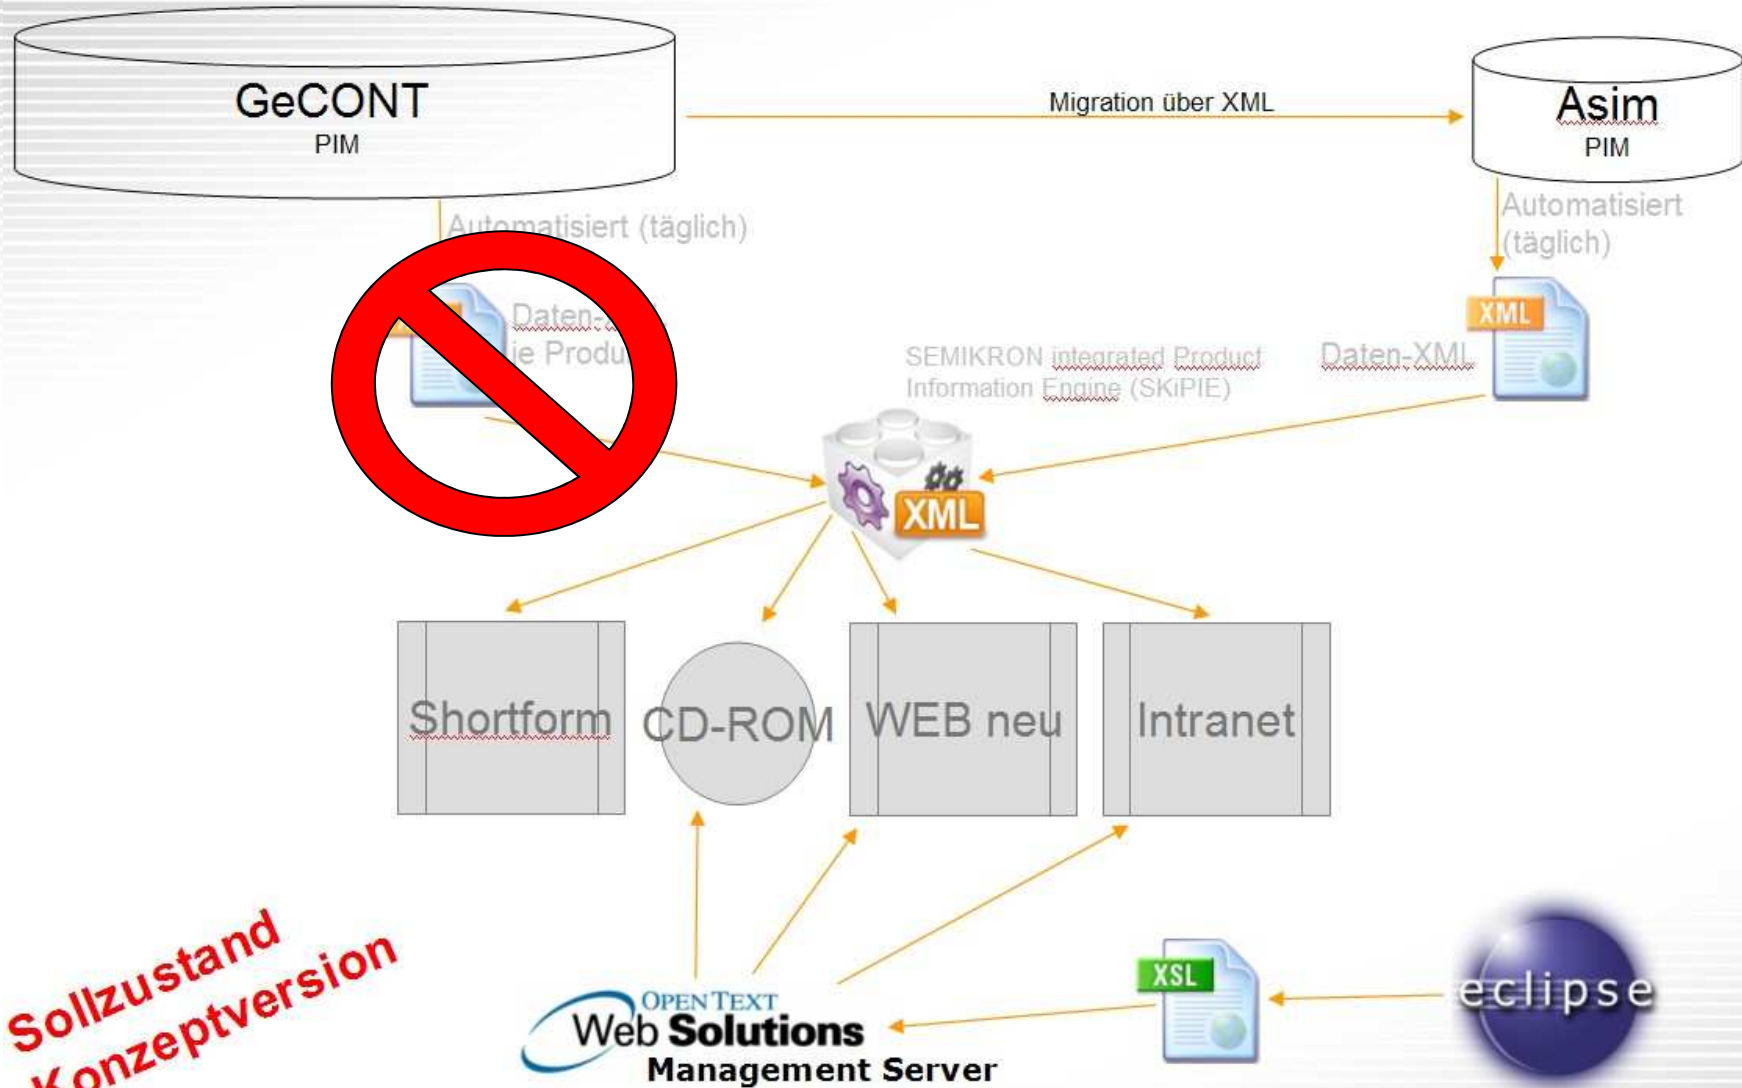 GeCONT
PIM
Migration über XML
Asim
PIM
Automatisiert (täglich)
Automatisiert
(täglich)
Daten-
je Produ
XML
SEMIKRON integrated Product
Information Engine (SKiPIE)
Daten-XML
XML
Shortform
CD-ROM
WEB neu
Intranet
Sollzustand
Konzeptversion
OPEN TEXT
Web Solutions
Management Server
XSL
eclipse